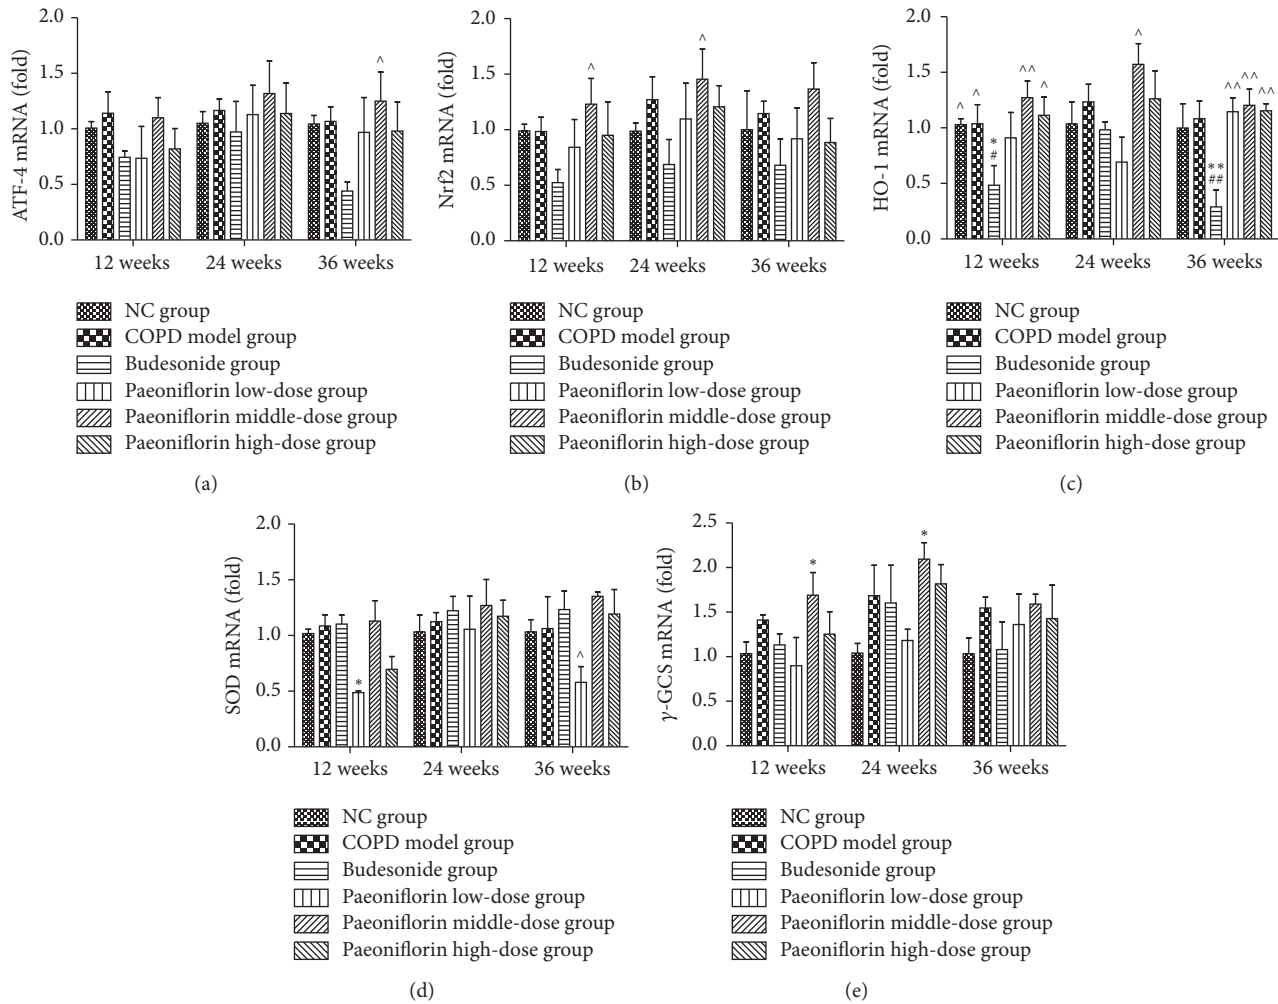 ATF-4 mRNA (fold)
2.0
1.5
1.0
0.5
0.0
^
12 weeks 24 weeks 36 weeks
NC group
COPD model group
Budesonide group
Paeoniflorin low-dose group
Paeoniflorin middle-dose group
Paeoniflorin high-dose group
(a)
Nrf2 mRNA (fold)
2.0
1.5
1.0
0.5
0.0
^ ^
12 weeks 24 weeks 36 weeks
NC group
COPD model group
Budesonide group
Paeoniflorin low-dose group
Paeoniflorin middle-dose group
Paeoniflorin high-dose group
(b)
HO-1 mRNA (fold)
2.0
1.5
1.0
0.5
0.0
^ ^ * # ^^ ^ ^ ** ## ^^ ^^ ^^
12 weeks 24 weeks 36 weeks
NC group
COPD model group
Budesonide group
Paeoniflorin low-dose group
Paeoniflorin middle-dose group
Paeoniflorin high-dose group
(c)
SOD mRNA (fold)
2.0
1.5
1.0
0.5
0.0
* ^
12 weeks 24 weeks 36 weeks
NC group
COPD model group
Budesonide group
Paeoniflorin low-dose group
Paeoniflorin middle-dose group
Paeoniflorin high-dose group
(d)
γ-GCS mRNA (fold)
2.5
2.0
1.5
1.0
0.5
0.0
* *
12 weeks 24 weeks 36 weeks
NC group
COPD model group
Budesonide group
Paeoniflorin low-dose group
Paeoniflorin middle-dose group
Paeoniflorin high-dose group
(e)